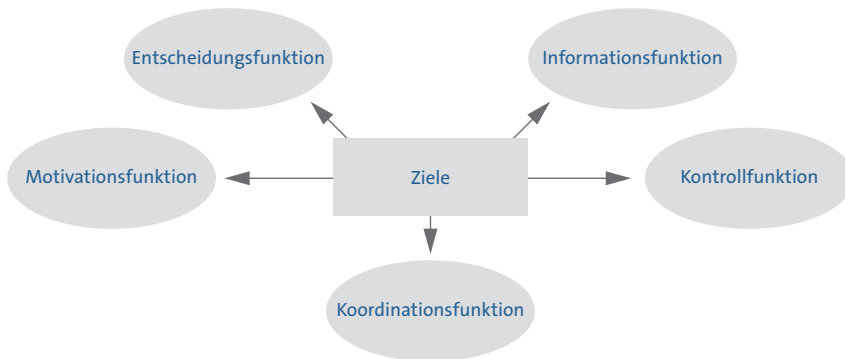 Entscheidungsfunktion
Informationsfunktion
Motivationsfunktion
Ziele
Kontrollfunktion
Koordinationsfunktion